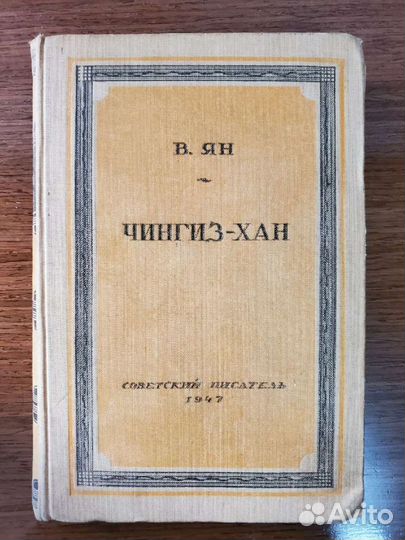 В. ЯН
~
ЧИНГИЗ-ХАН
СОВЕТСКИЙ ПИСАТЕЛЬ
1947
Avito